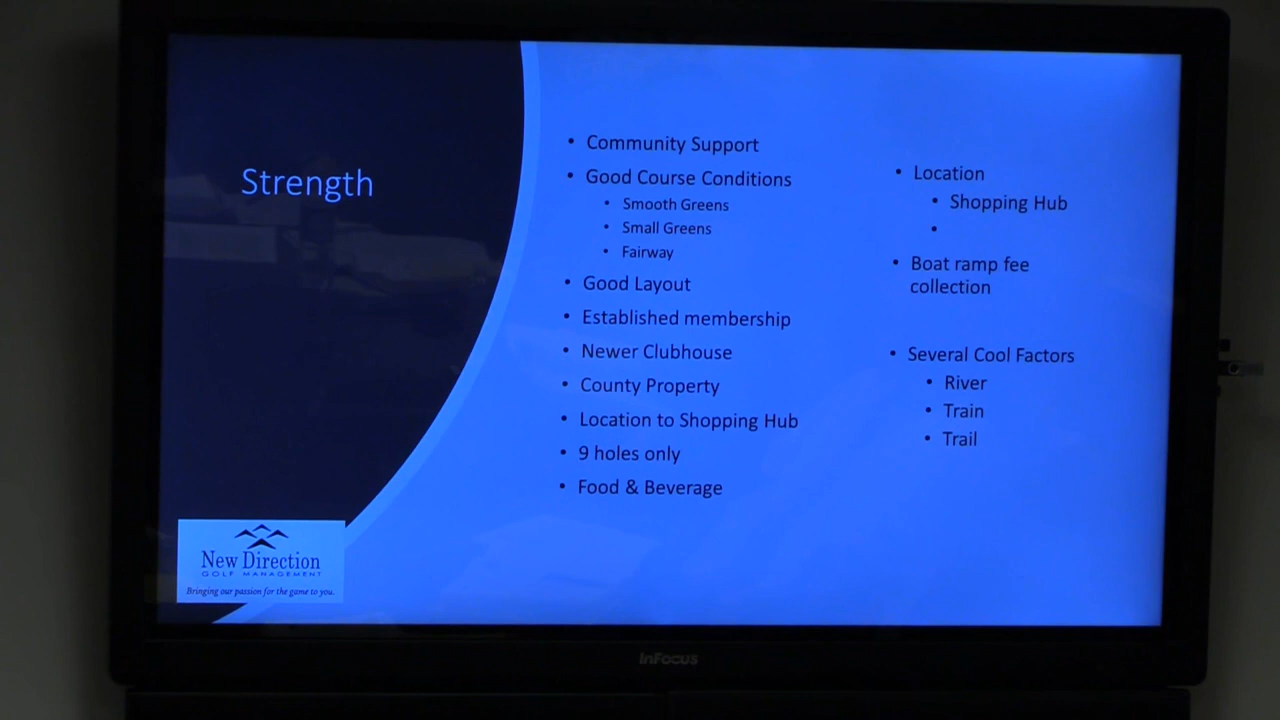 Strength
• Community Support
• Good Course Conditions
• Smooth Greens
• Small Greens
• Fairway
• Good Layout
• Established membership
• Newer Clubhouse
• County Property
• Location to Shopping Hub
• 9 holes only
• Food & Beverage
• Location
• Shopping Hub
•
• Boat ramp fee
collection
• Several Cool Factors
• River
• Train
• Trail
New Direction
GOLF MANAGEMENT
Bringing our passion for the game to you.
InFocus